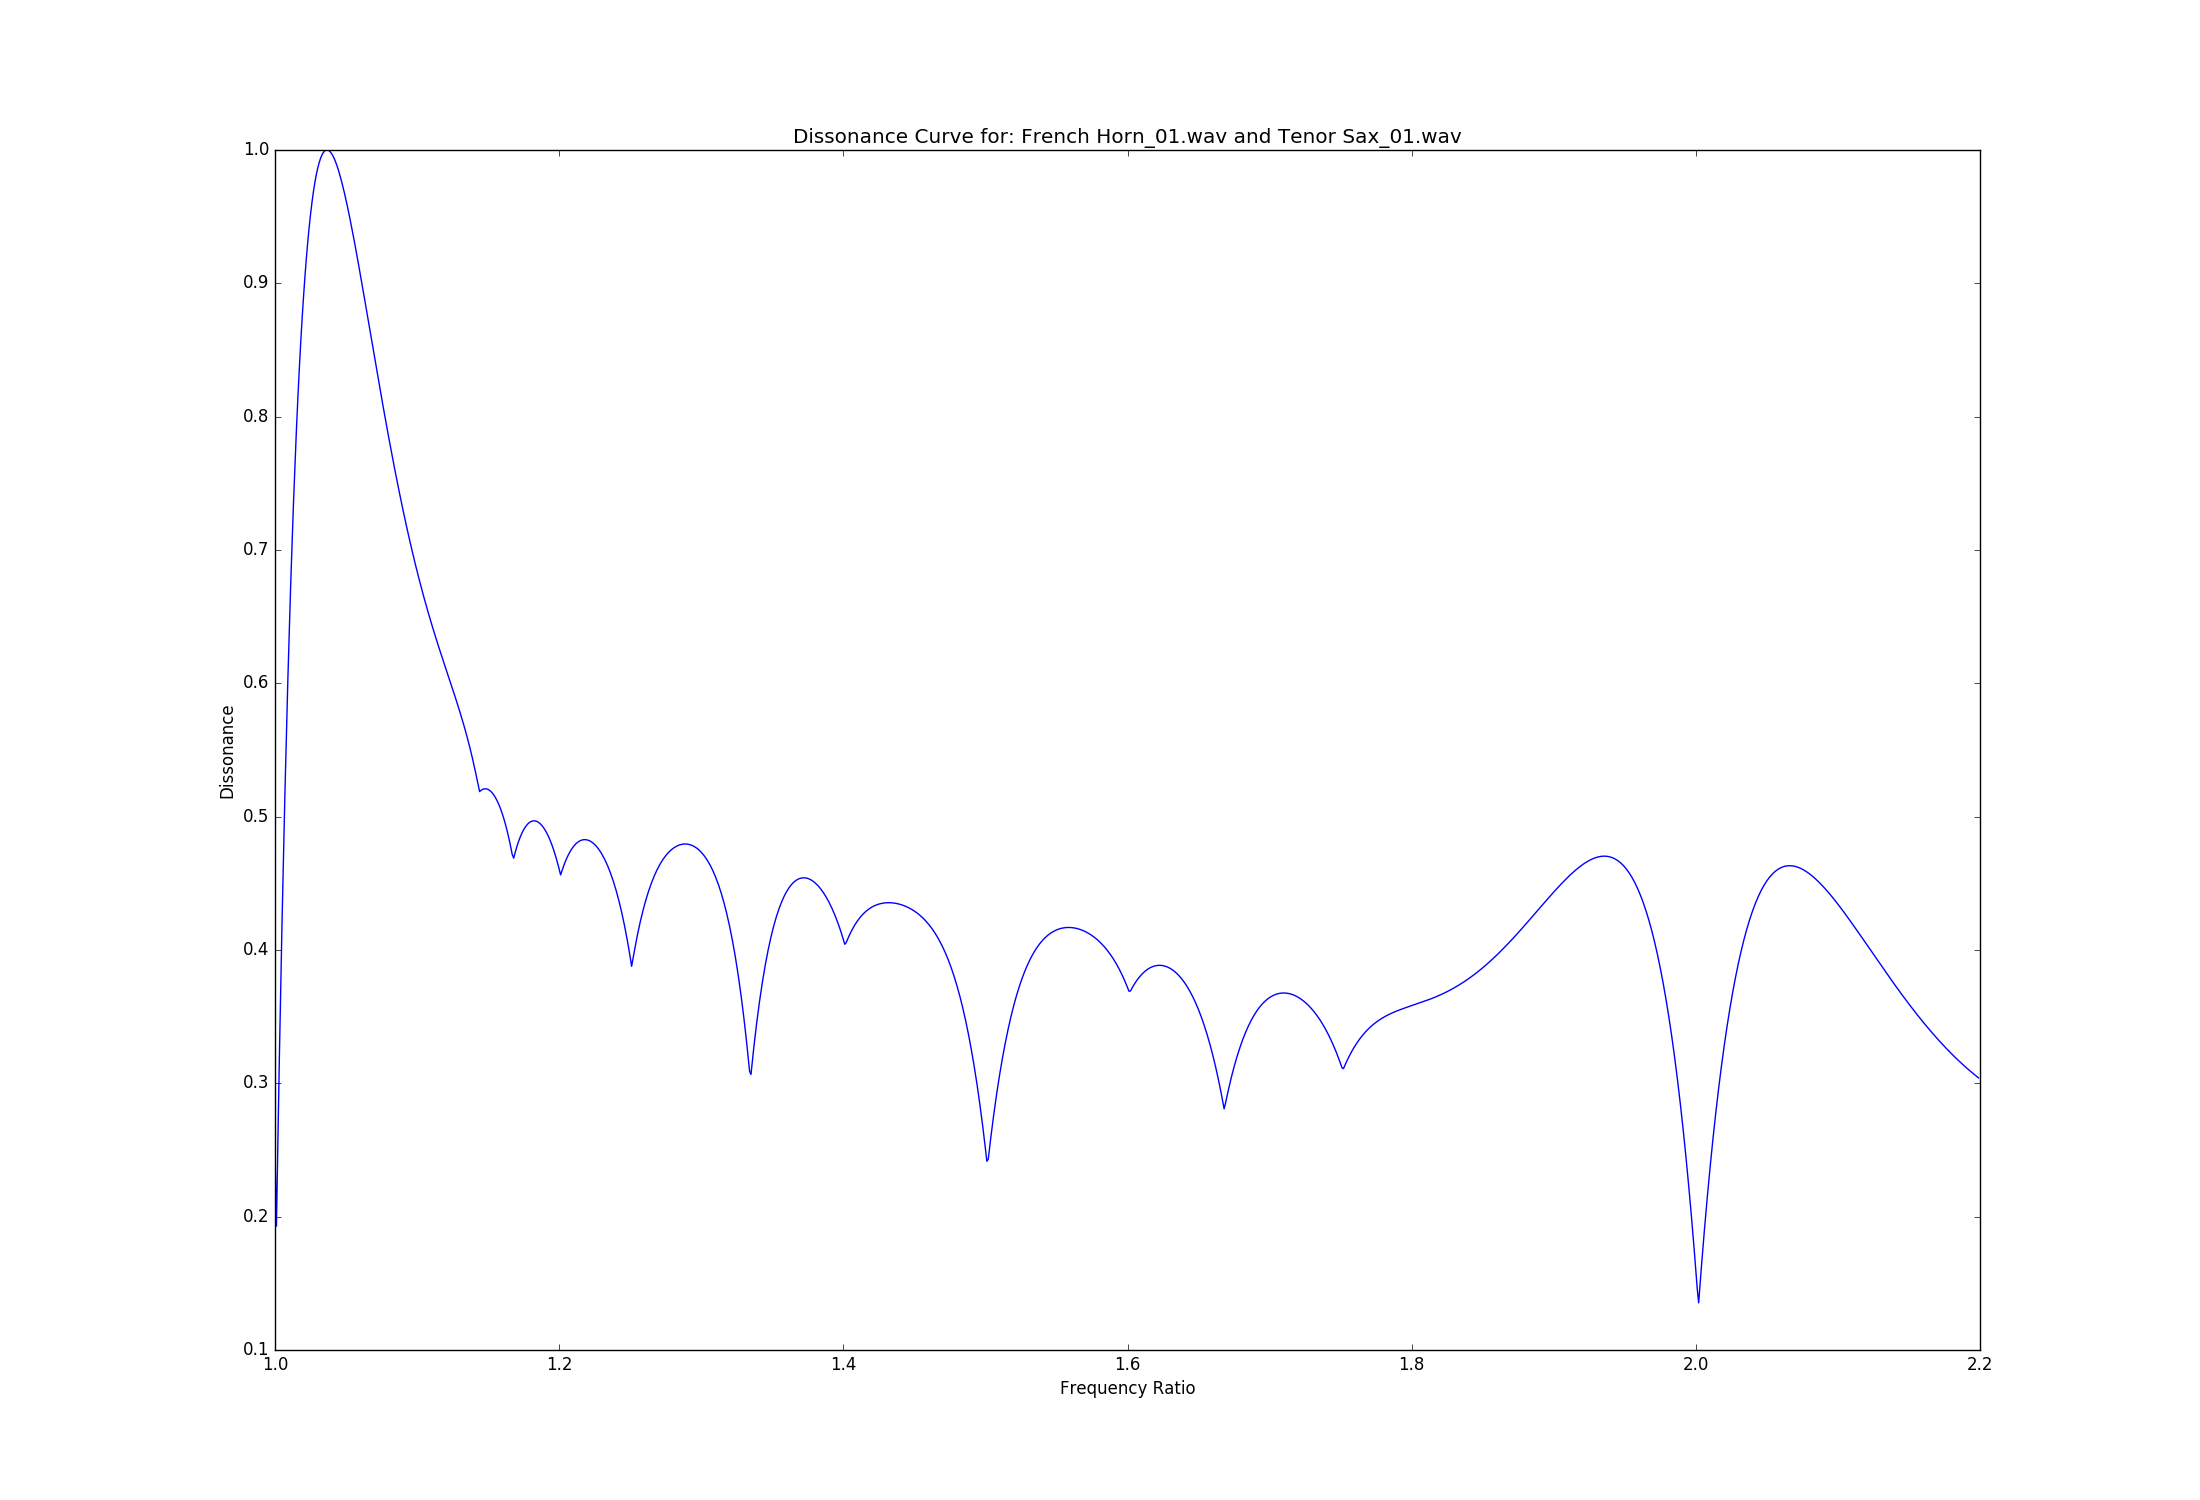 Dissonance Curve for: French Horn_01.wav and Tenor Sax_01.wav
1.0
0.9
0.8
0.7
0.6
0.5
0.4
0.3
0.2
0.1
Dissonance
1.0 1.2 1.4 1.6 1.8 2.0 2.2
Frequency Ratio